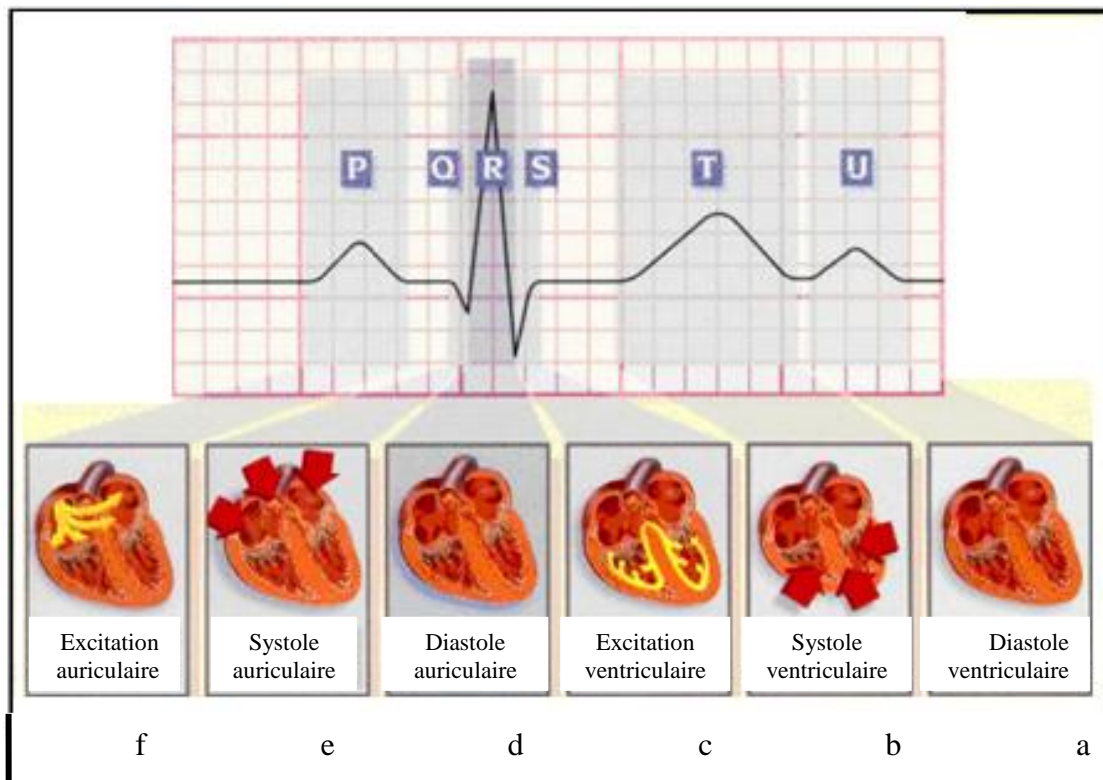 P Q R S T U
Excitation Systole Diastole Excitation Systole Diastole
auriculaire auriculaire auriculaire ventriculaire ventriculaire ventriculaire
f e d c b a